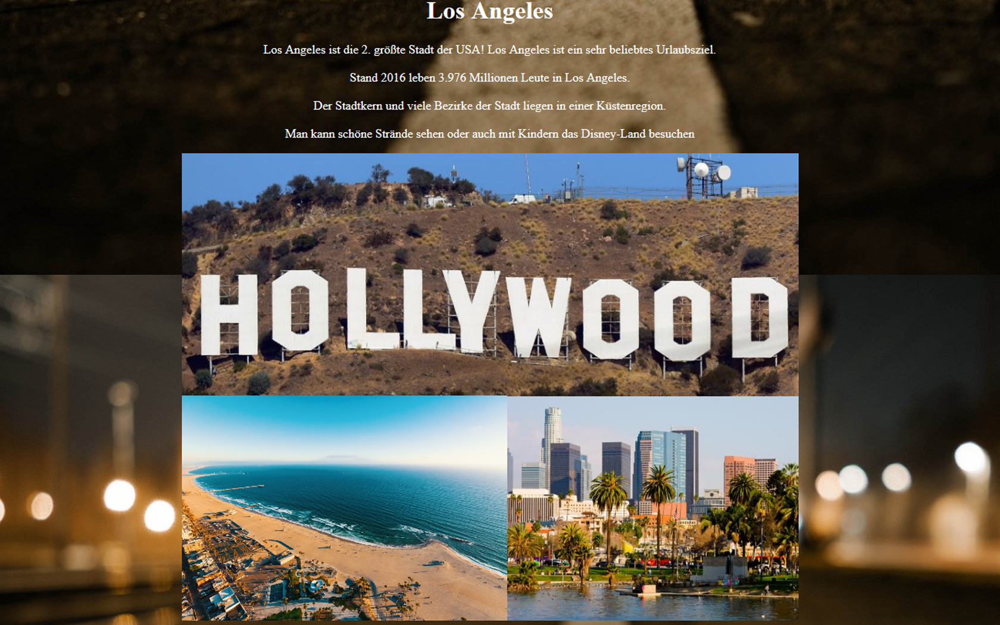 Los Angeles
Los Angeles ist die 2. größte Stadt der USA! Los Angeles ist ein sehr beliebtes Urlaubsziel.
Stand 2016 leben 3.976 Millionen Leute in Los Angeles.
Der Stadtkern und viele Bezirke der Stadt liegen in einer Küstenregion.
Man kann schöne Strände sehen oder auch mit Kindern das Disney-Land besuchen
HOLLYWOOD